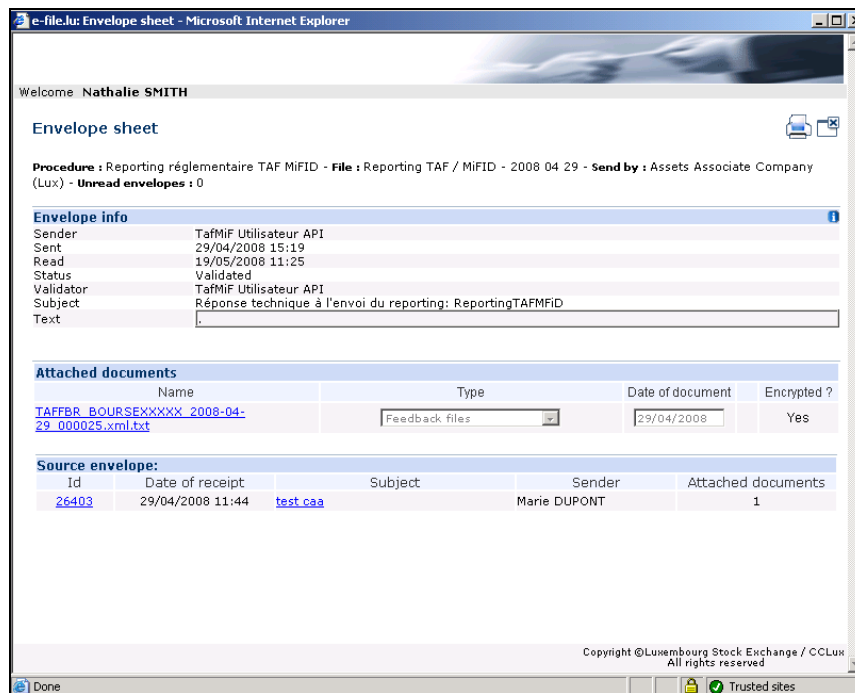 e-file.lu: Envelope sheet - Microsoft Internet Explorer
Welcome Nathalie SMITH
Envelope sheet
Procedure : Reporting réglementaire TAF MiFID - File : Reporting TAF / MiFID - 2008 04 29 - Send by : Assets Associate Company
(Lux) - Unread envelopes : 0
Envelope info
Sender TafMiF Utilisateur API
Sent 29/04/2008 15:19
Read 19/05/2008 11:25
Status Validated
Validator TafMiF Utilisateur API
Subject Réponse technique à l'envoi du reporting: ReportingTAFMFiD
Text .
Attached documents
Name Type Date of document Encrypted ?
TAFFBR_BOURSEXXXXX_2008-04-
29_000025.xml.txt Feedback files 29/04/2008 Yes
Source envelope:
Id Date of receipt Subject Sender Attached documents
26403 29/04/2008 11:44 test caa Marie DUPONT 1
Copyright ©Luxembourg Stock Exchange / CCLux
All rights reserved
Done Trusted sites